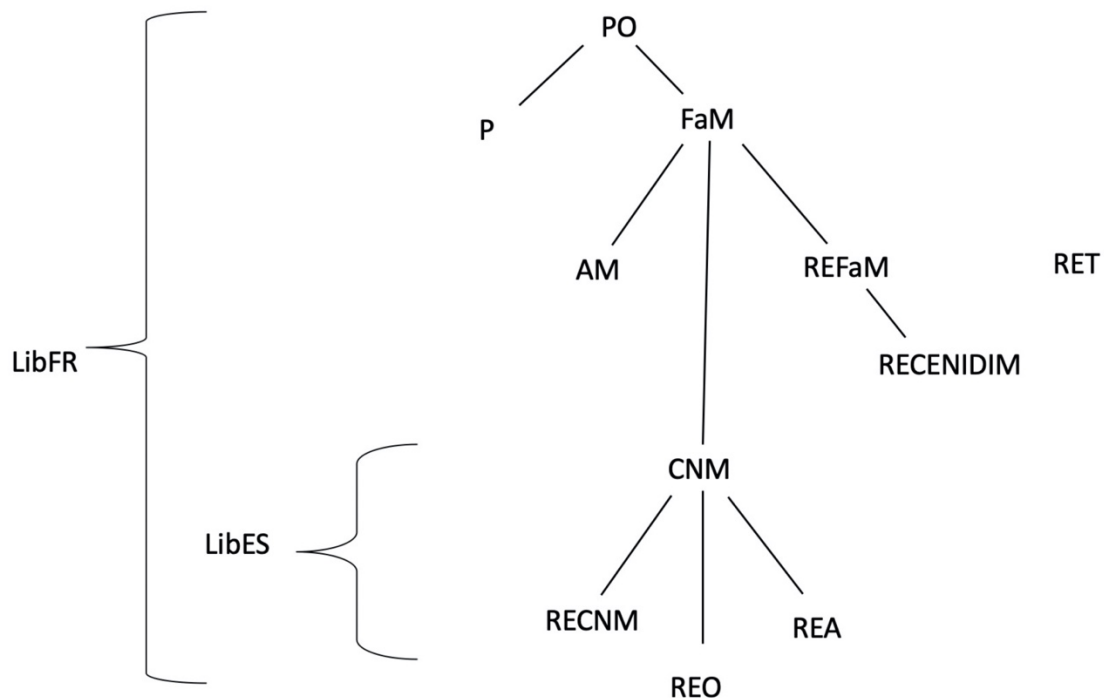 PO
P
FaM
AM
REFaM
RET
LibFR
RECENIDIM
CNM
LibES
RECNM
REA
REO